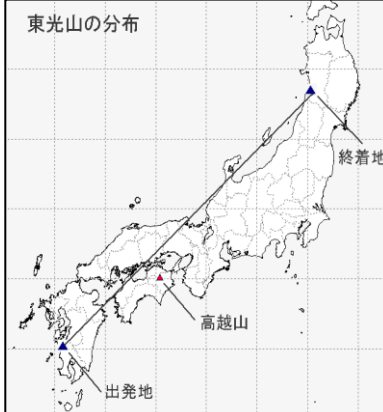 東光山の分布
終着地
高越山
出発地